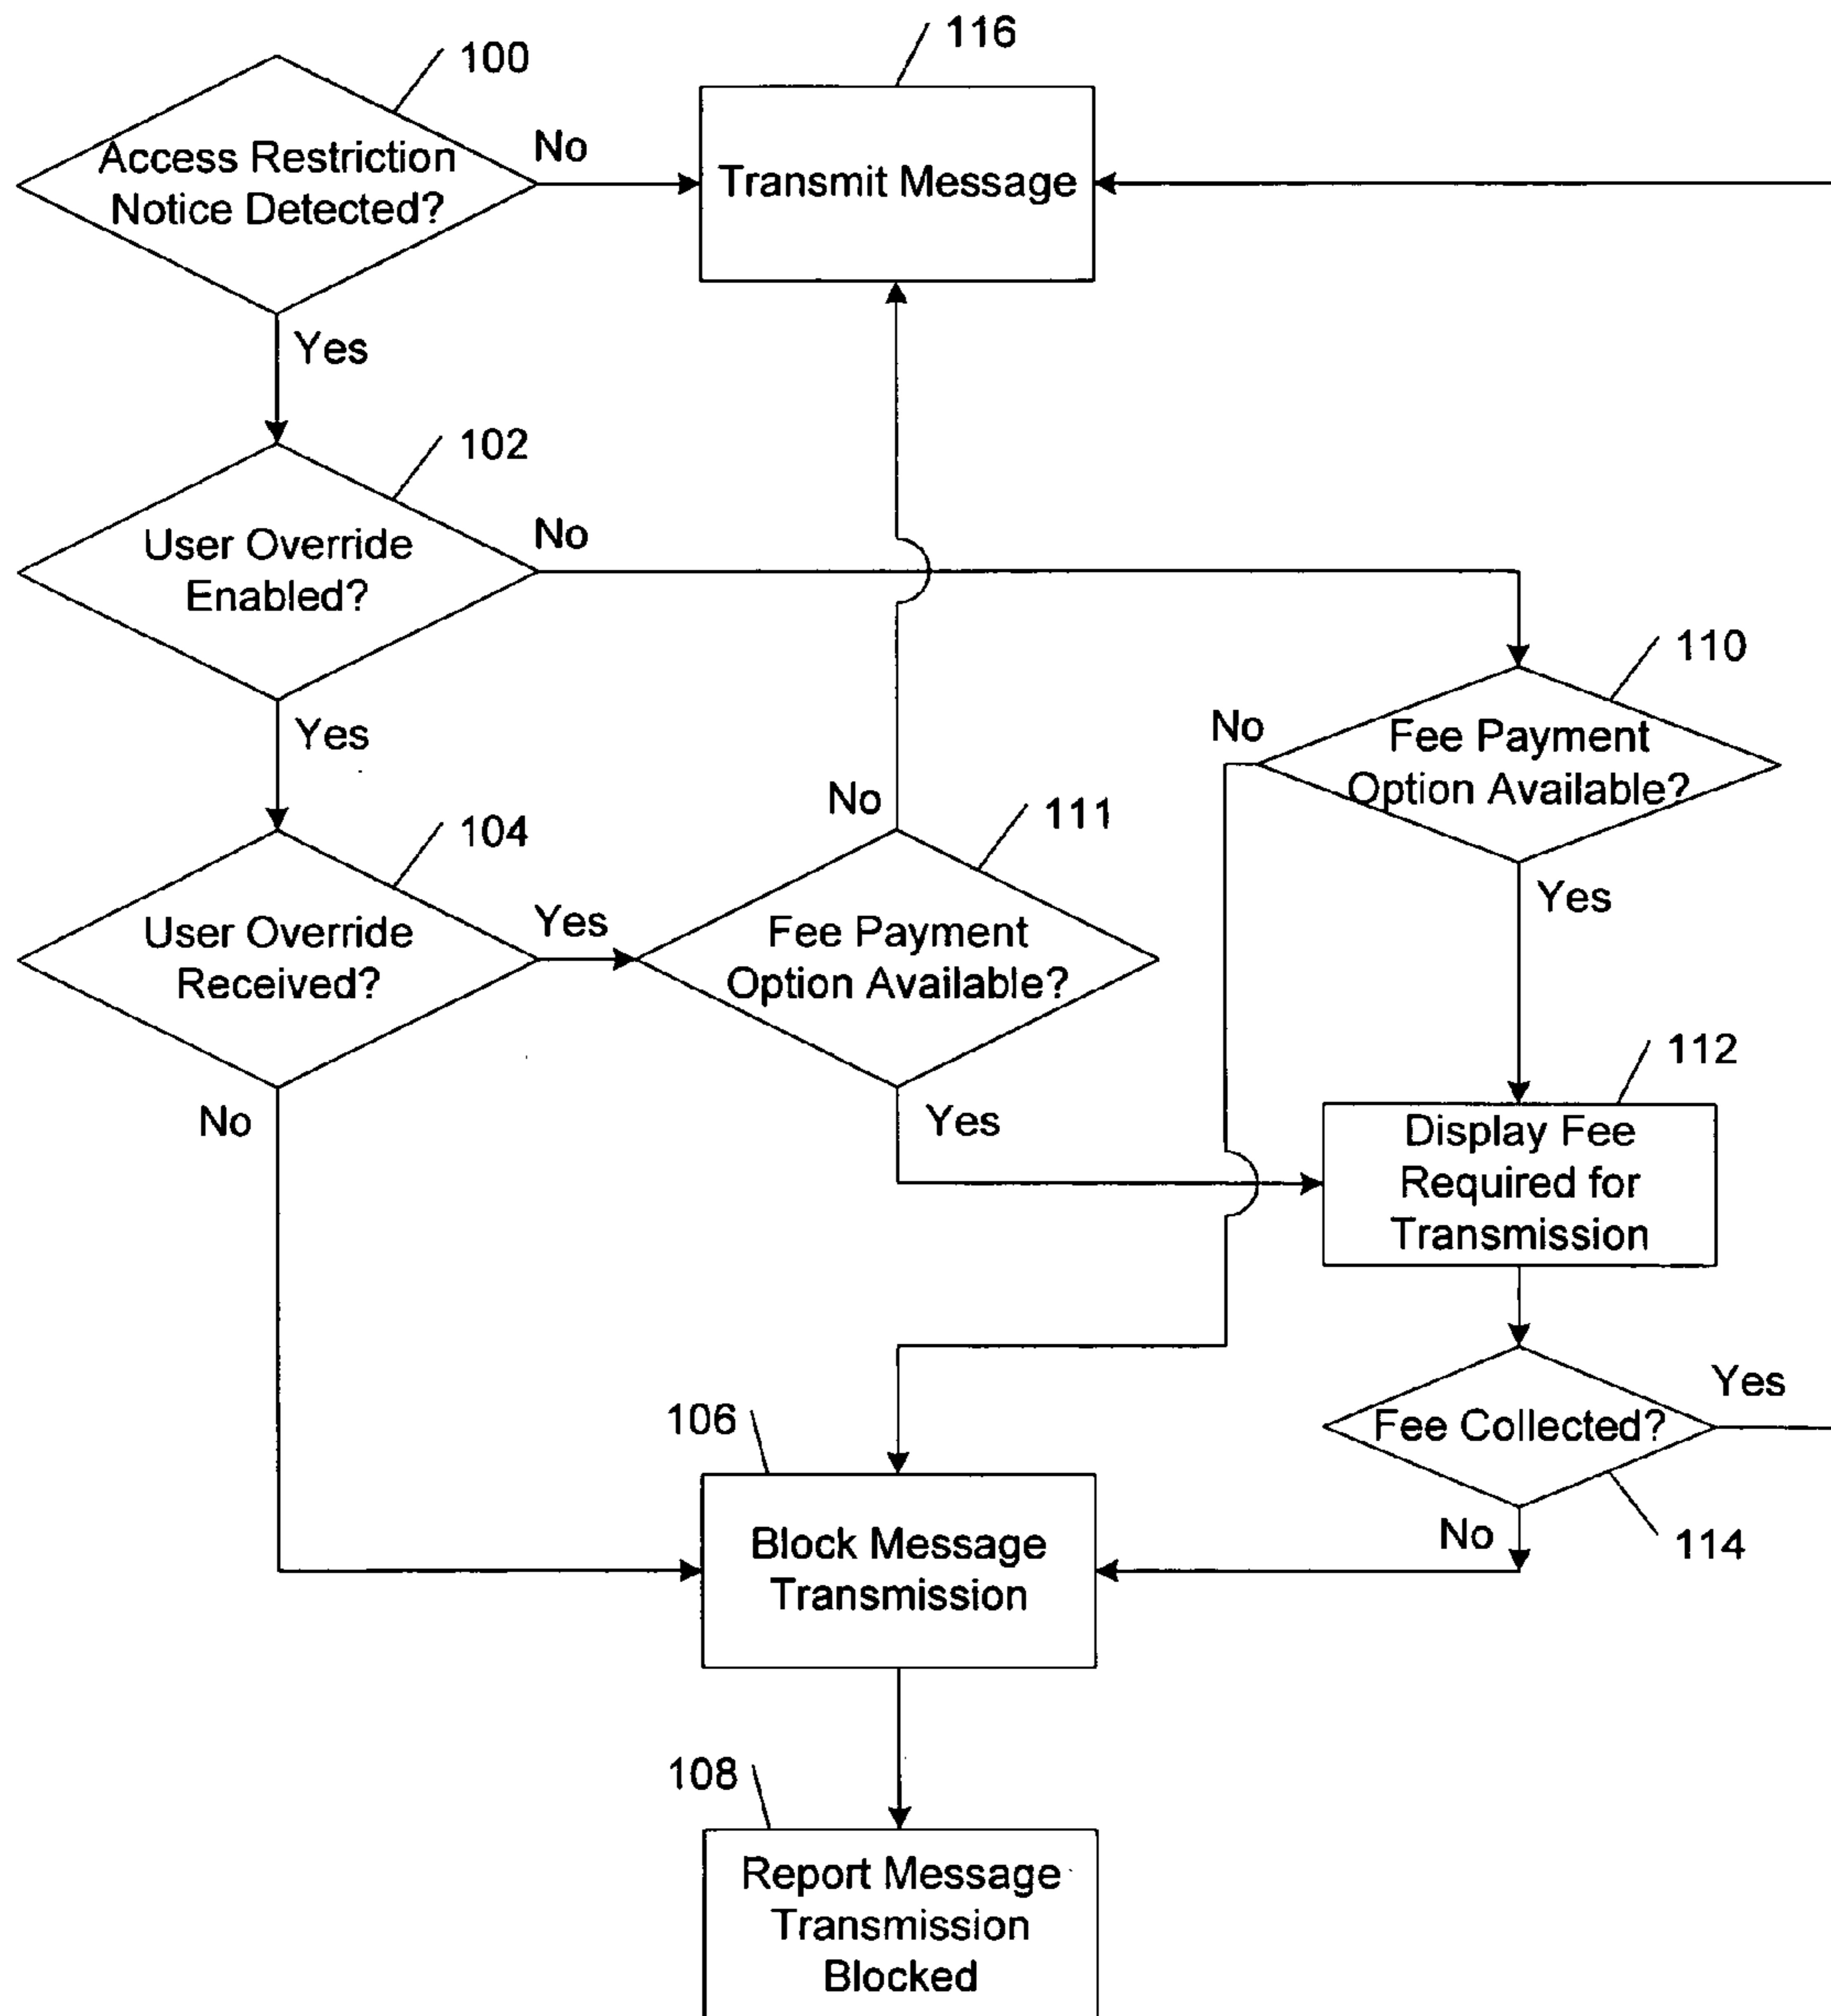 116
100
Access Restriction
Notice Detected?
No
Transmit Message
Yes
102
User Override
Enabled?
No
110
Fee Payment
Option Available?
No
Yes
104
User Override
Received?
Yes
No
111
Fee Payment
Option Available?
Yes
No
Yes
112
Display Fee
Required for
Transmission
106
Fee Collected?
Yes
Block Message
Transmission
No
114
108
Report Message
Transmission
Blocked